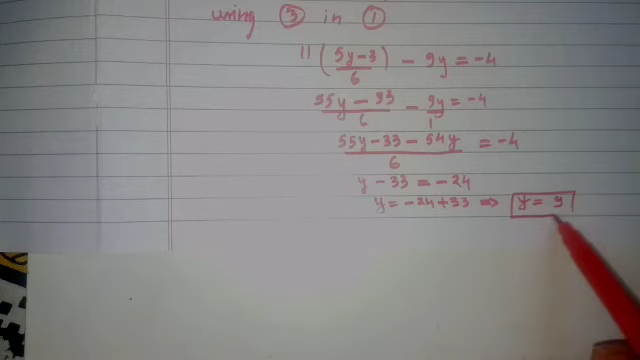 using ③ in ①
11 ( 5y-3 / 6 ) - 9y = -4
55y - 33 / 6 - 9y / 1 = -4
55y - 33 - 54y / 6 = -4
y - 33 = -24
y = -24 + 33 ⇒ y = 9